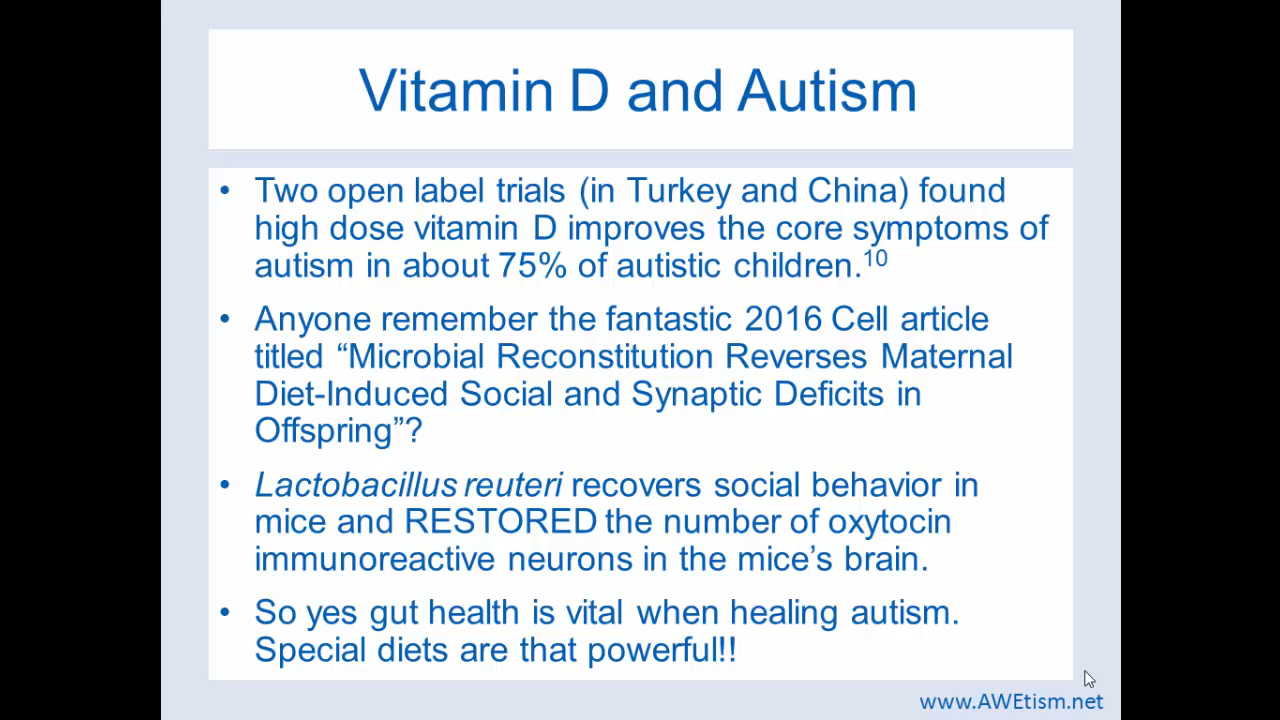 Vitamin D and Autism
• Two open label trials (in Turkey and China) found
high dose vitamin D improves the core symptoms of
autism in about 75% of autistic children.¹⁰
• Anyone remember the fantastic 2016 Cell article
titled “Microbial Reconstitution Reverses Maternal
Diet-Induced Social and Synaptic Deficits in
Offspring”?
• Lactobacillus reuteri recovers social behavior in
mice and RESTORED the number of oxytocin
immunoreactive neurons in the mice’s brain.
• So yes gut health is vital when healing autism.
Special diets are that powerful!!
www.AWEtism.net